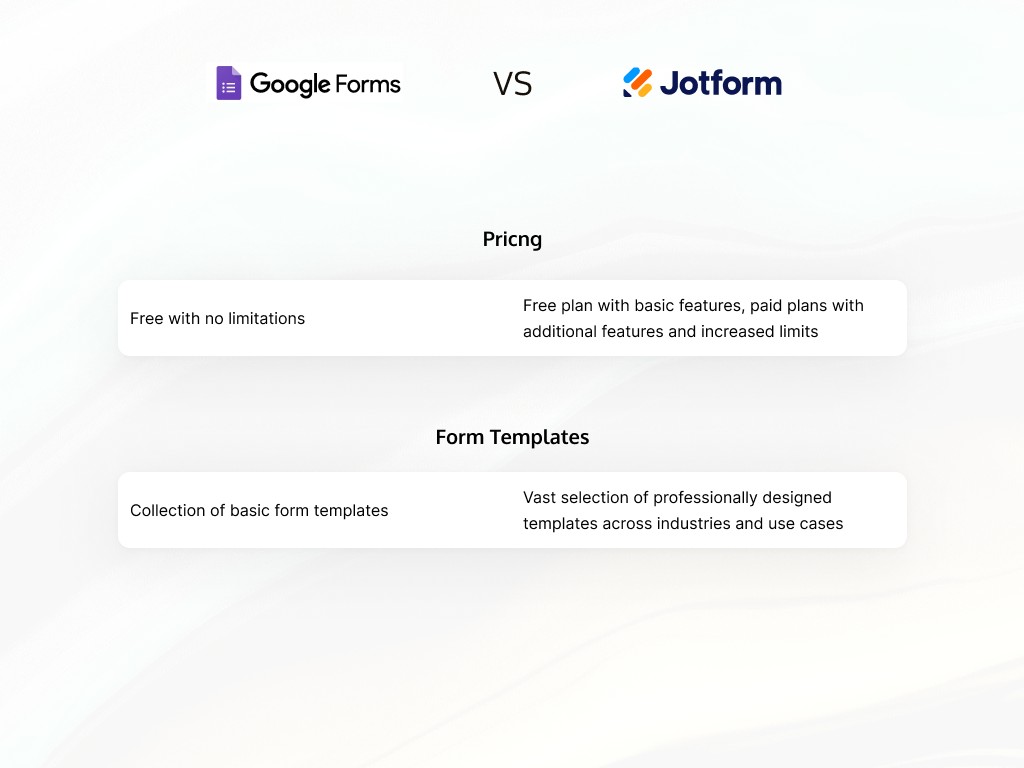 Google Forms VS Jotform
Pricng
Free with no limitations
Free plan with basic features, paid plans with
additional features and increased limits
Form Templates
Collection of basic form templates
Vast selection of professionally designed
templates across industries and use cases